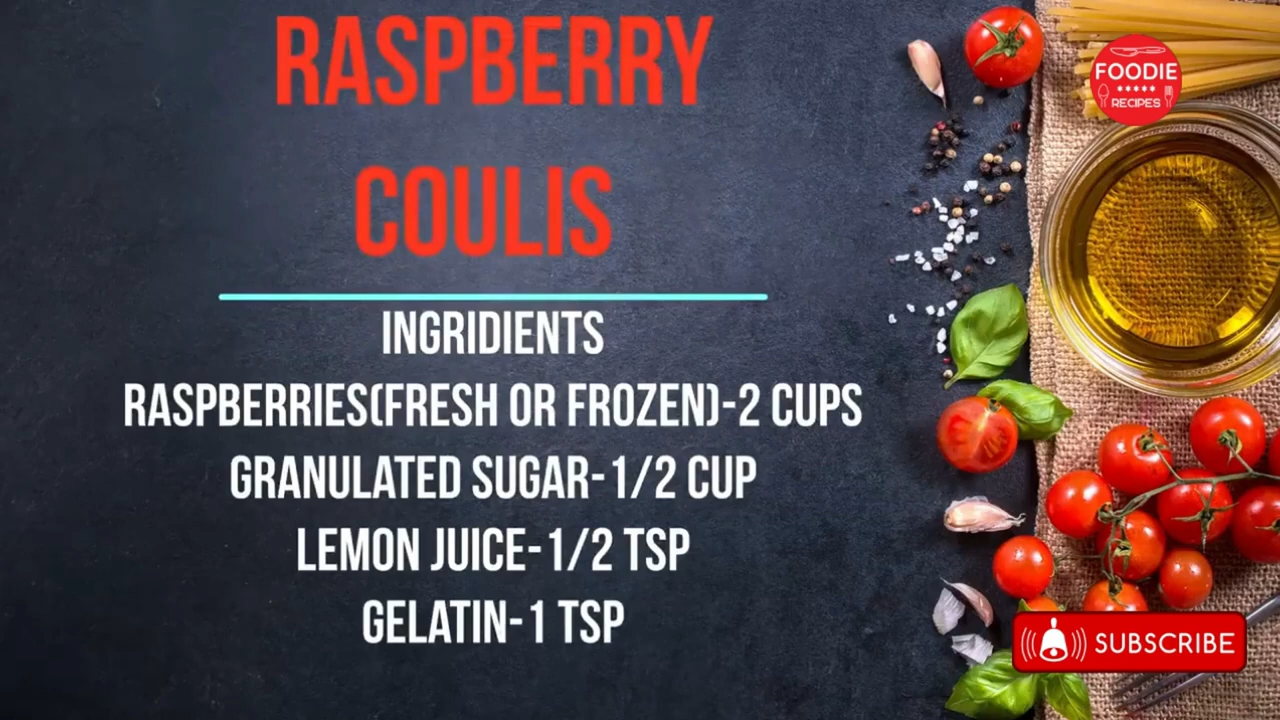 RASPBERRY
COULIS
INGRIDIENTS
RASPBERRIES(FRESH OR FROZEN)-2 CUPS
GRANULATED SUGAR-1/2 CUP
LEMON JUICE-1/2 TSP
GELATIN-1 TSP
FOODIE
RECIPES
SUBSCRIBE